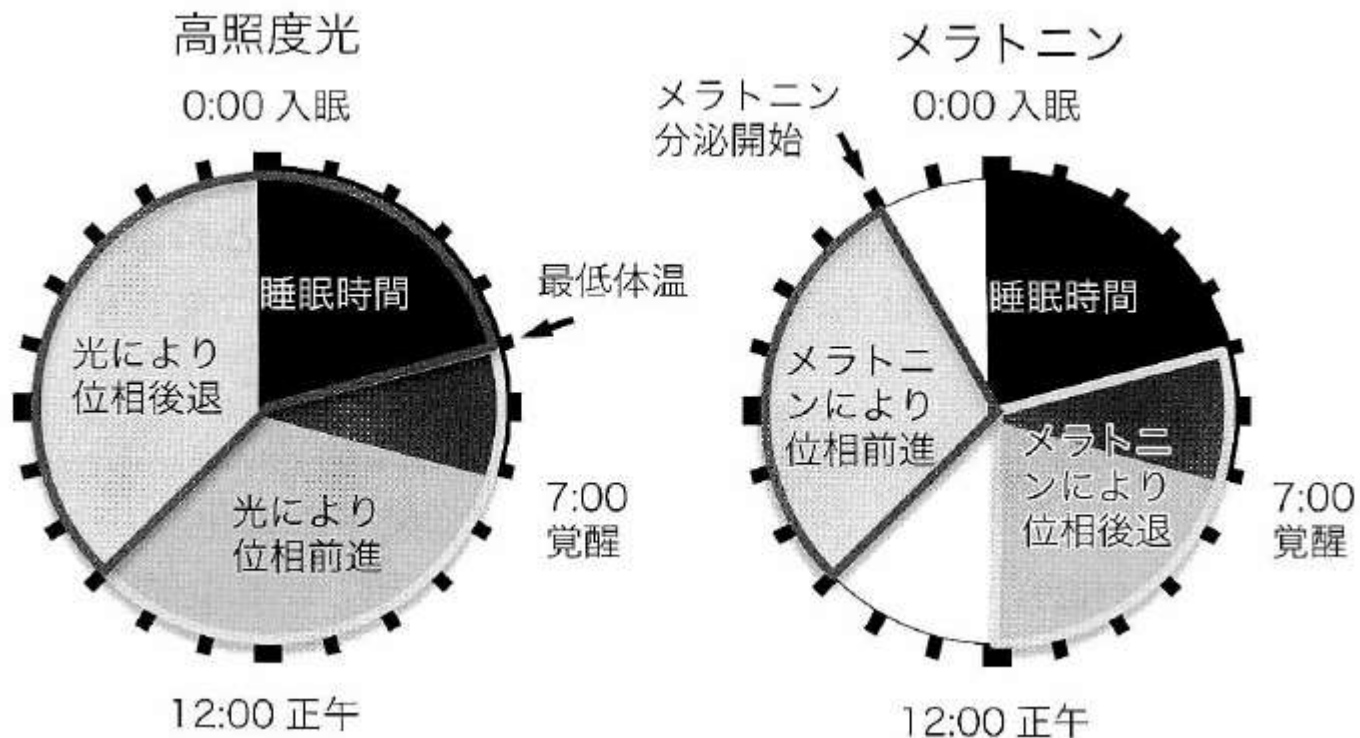 高照度光
0:00 入眠
睡眠時間
最低体温
光により
位相後退
光により
位相前進
7:00
覚醒
12:00 正午
メラトニン
0:00 入眠
メラトニン
分泌開始
睡眠時間
メラトニ
ンにより
位相前進
メラトニ
ンにより
位相後退
7:00
覚醒
12:00 正午